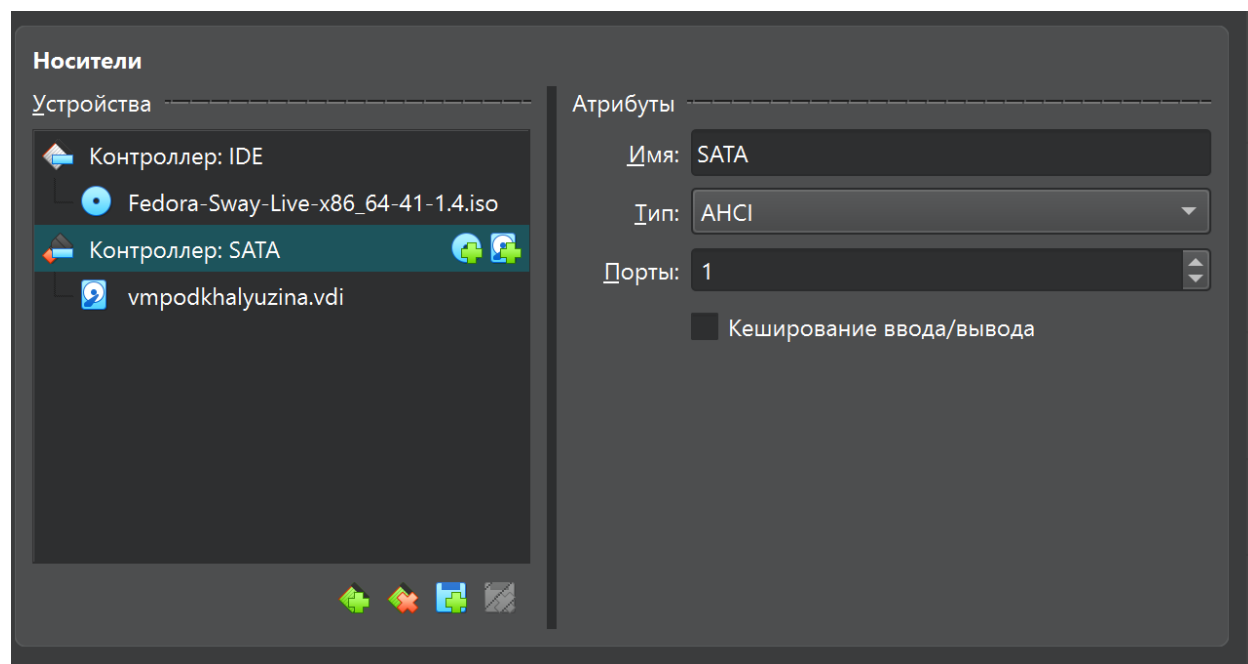 Носители
Устройства
Контроллер: IDE
Fedora-Sway-Live-x86_64-41-1.4.iso
Контроллер: SATA
vmpodkhalyuzina.vdi
Атрибуты
Имя: SATA
Тип: AHCI
Порты: 1
Кеширование ввода/вывода